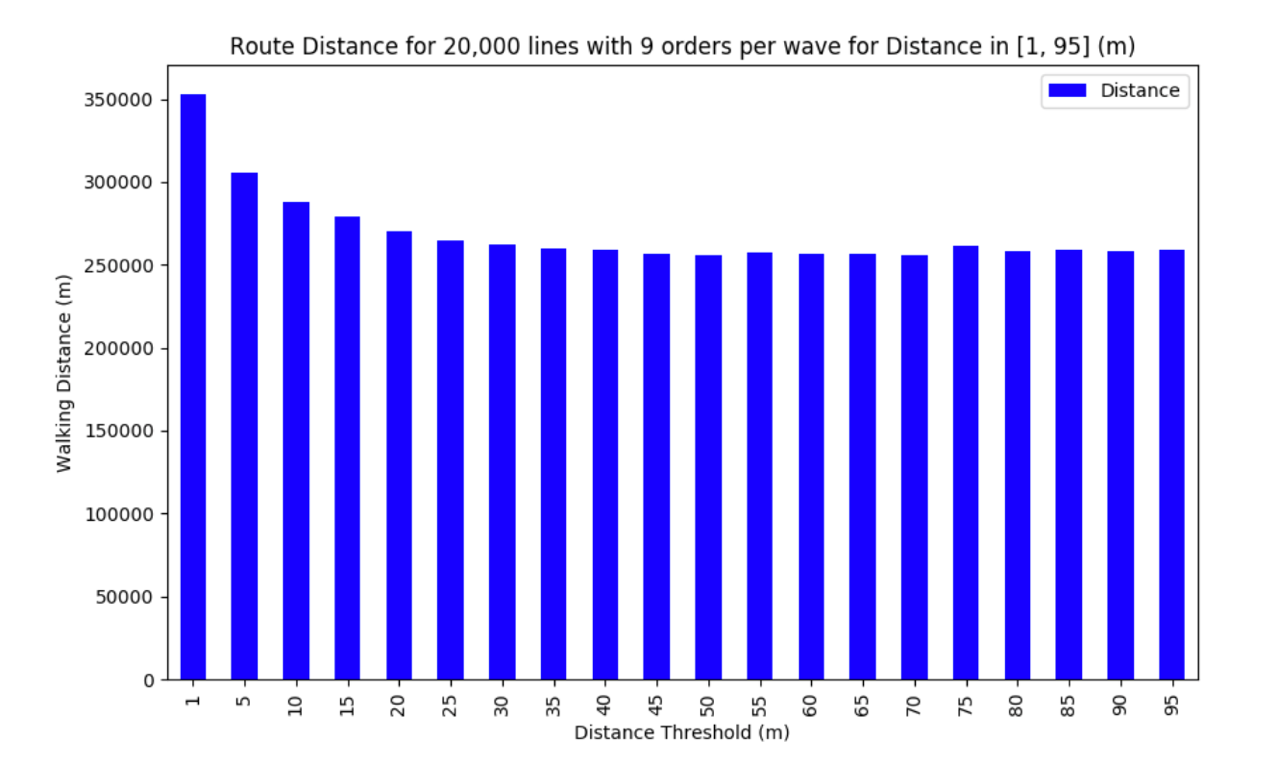 Route Distance for 20,000 lines with 9 orders per wave for Distance in [1, 95] (m)
Distance
350000
300000
250000
200000
150000
100000
50000
0
Walking Distance (m)
1 5 10 15 20 25 30 35 40 45 50 55 60 65 70 75 80 85 90 95
Distance Threshold (m)